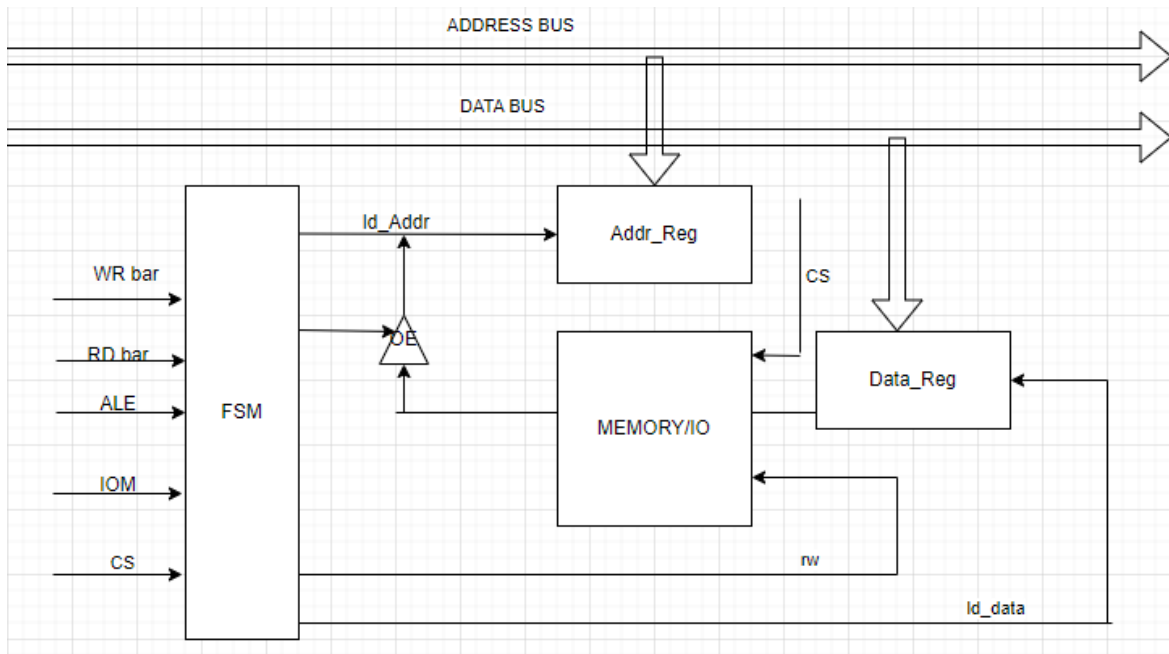 ADDRESS BUS
DATA BUS
ld_Addr
Addr_Reg
WR bar
CS
OE
RD bar
Data_Reg
ALE
FSM
MEMORY/IO
IOM
CS
rw
ld_data